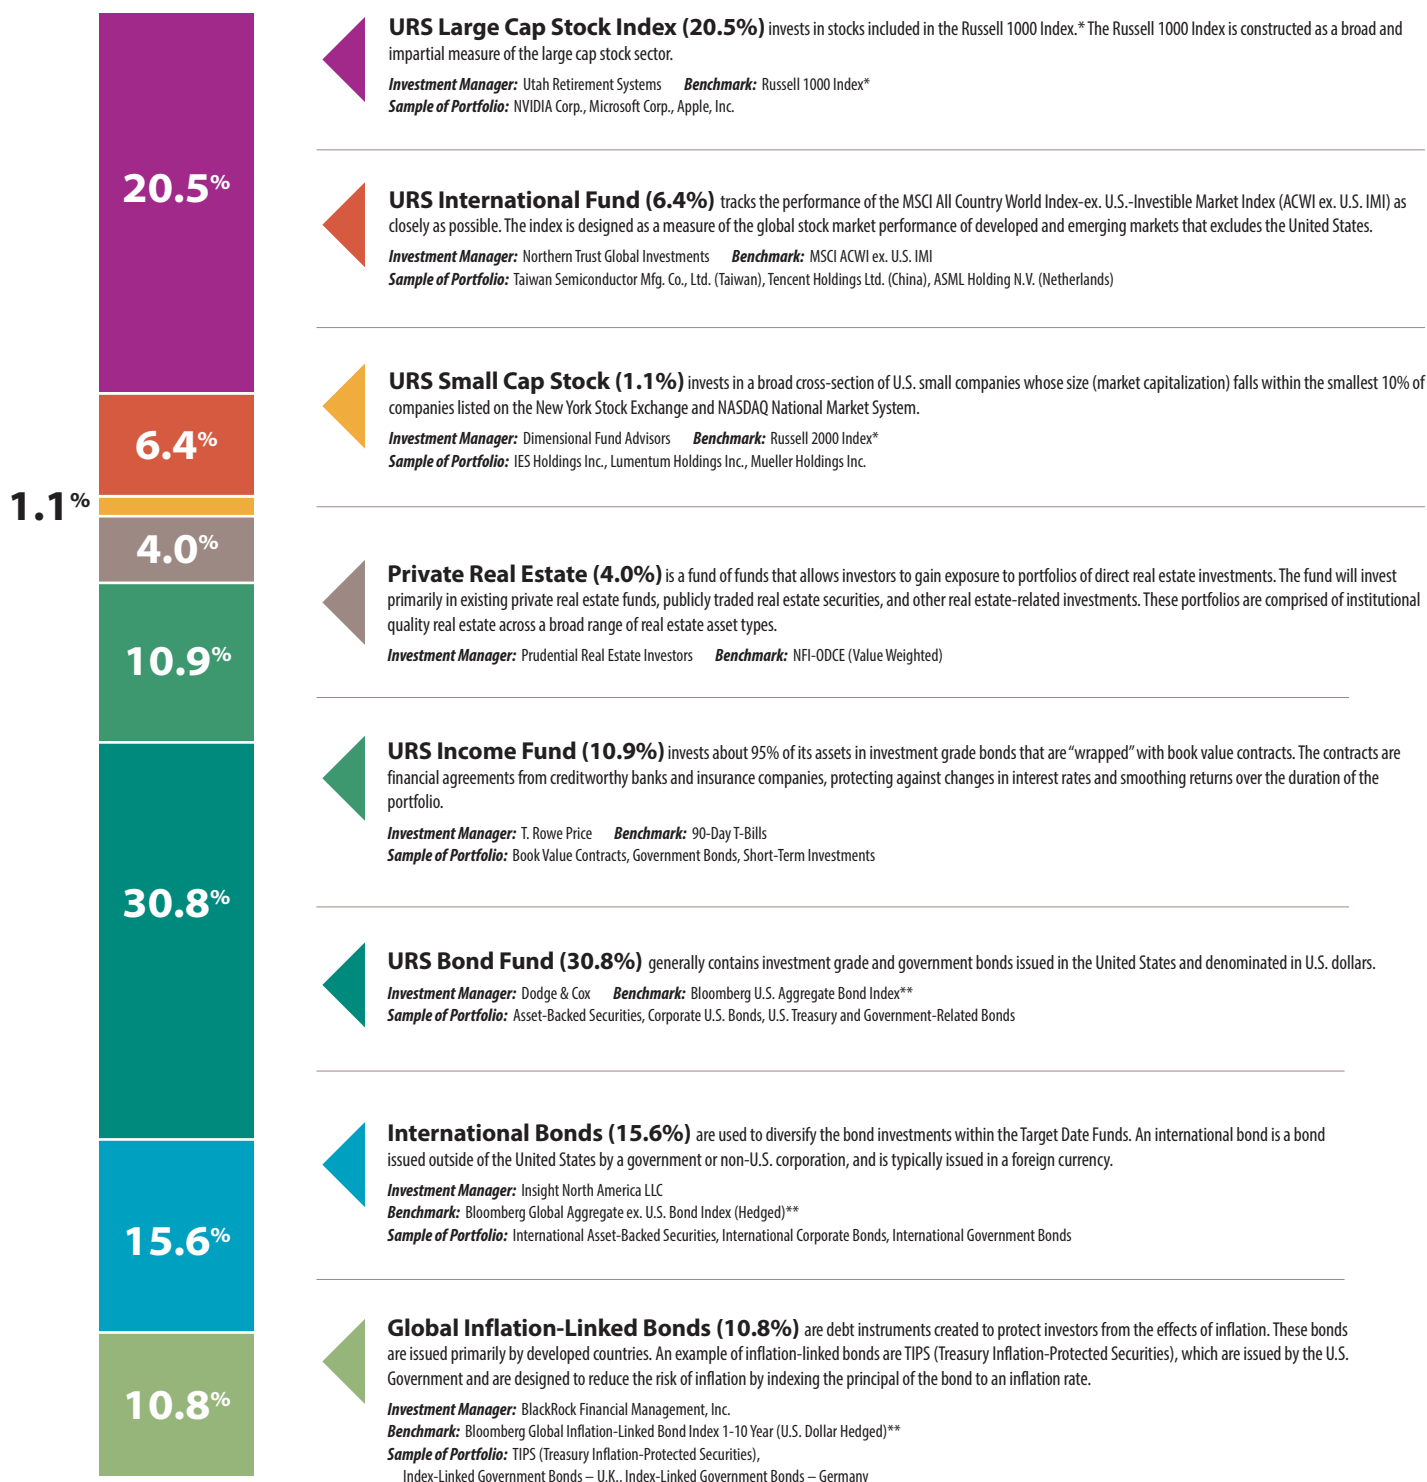 URS Large Cap Stock Index (20.5%) invests in stocks included in the Russell 1000 Index.* The Russell 1000 Index is constructed as a broad and
impartial measure of the large cap stock sector.
Investment Manager: Utah Retirement Systems Benchmark: Russell 1000 Index*
Sample of Portfolio: NVIDIA Corp., Microsoft Corp., Apple, Inc.
20.5%
URS International Fund (6.4%) tracks the performance of the MSCI All Country World Index-ex. U.S.-Investible Market Index (ACWI ex. U.S. IMI) as
closely as possible. The index is designed as a measure of the global stock market performance of developed and emerging markets that excludes the United States.
Investment Manager: Northern Trust Global Investments Benchmark: MSCI ACWI ex. U.S. IMI
Sample of Portfolio: Taiwan Semiconductor Mfg. Co., Ltd. (Taiwan), Tencent Holdings Ltd. (China), ASML Holding N.V. (Netherlands)
URS Small Cap Stock (1.1%) invests in a broad cross-section of U.S. small companies whose size (market capitalization) falls within the smallest 10% of
companies listed on the New York Stock Exchange and NASDAQ National Market System.
Investment Manager: Dimensional Fund Advisors Benchmark: Russell 2000 Index*
Sample of Portfolio: IES Holdings Inc., Lumentum Holdings Inc., Mueller Holdings Inc.
6.4%
1.1%
4.0%
Private Real Estate (4.0%) is a fund of funds that allows investors to gain exposure to portfolios of direct real estate investments. The fund will invest
primarily in existing private real estate funds, publicly traded real estate securities, and other real estate-related investments. These portfolios are comprised of institutional
quality real estate across a broad range of real estate asset types.
Investment Manager: Prudential Real Estate Investors Benchmark: NFI-ODCE (Value Weighted)
10.9%
URS Income Fund (10.9%) invests about 95% of its assets in investment grade bonds that are “wrapped” with book value contracts. The contracts are
financial agreements from creditworthy banks and insurance companies, protecting against changes in interest rates and smoothing returns over the duration of the
portfolio.
Investment Manager: T. Rowe Price Benchmark: 90-Day T-Bills
Sample of Portfolio: Book Value Contracts, Government Bonds, Short-Term Investments
30.8%
URS Bond Fund (30.8%) generally contains investment grade and government bonds issued in the United States and denominated in U.S. dollars.
Investment Manager: Dodge & Cox Benchmark: Bloomberg U.S. Aggregate Bond Index**
Sample of Portfolio: Asset-Backed Securities, Corporate U.S. Bonds, U.S. Treasury and Government-Related Bonds
International Bonds (15.6%) are used to diversify the bond investments within the Target Date Funds. An international bond is a bond
issued outside of the United States by a government or non-U.S. corporation, and is typically issued in a foreign currency.
Investment Manager: Insight North America LLC
Benchmark: Bloomberg Global Aggregate ex. U.S. Bond Index (Hedged)**
Sample of Portfolio: International Asset-Backed Securities, International Corporate Bonds, International Government Bonds
15.6%
Global Inflation-Linked Bonds (10.8%) are debt instruments created to protect investors from the effects of inflation. These bonds
are issued primarily by developed countries. An example of inflation-linked bonds are TIPS (Treasury Inflation-Protected Securities), which are issued by the U.S.
Government and are designed to reduce the risk of inflation by indexing the principal of the bond to an inflation rate.
Investment Manager: BlackRock Financial Management, Inc.
Benchmark: Bloomberg Global Inflation-Linked Bond Index 1-10 Year (U.S. Dollar Hedged)**
Sample of Portfolio: TIPS (Treasury Inflation-Protected Securities),
Index-Linked Government Bonds – U.K., Index-Linked Government Bonds – Germany
10.8%